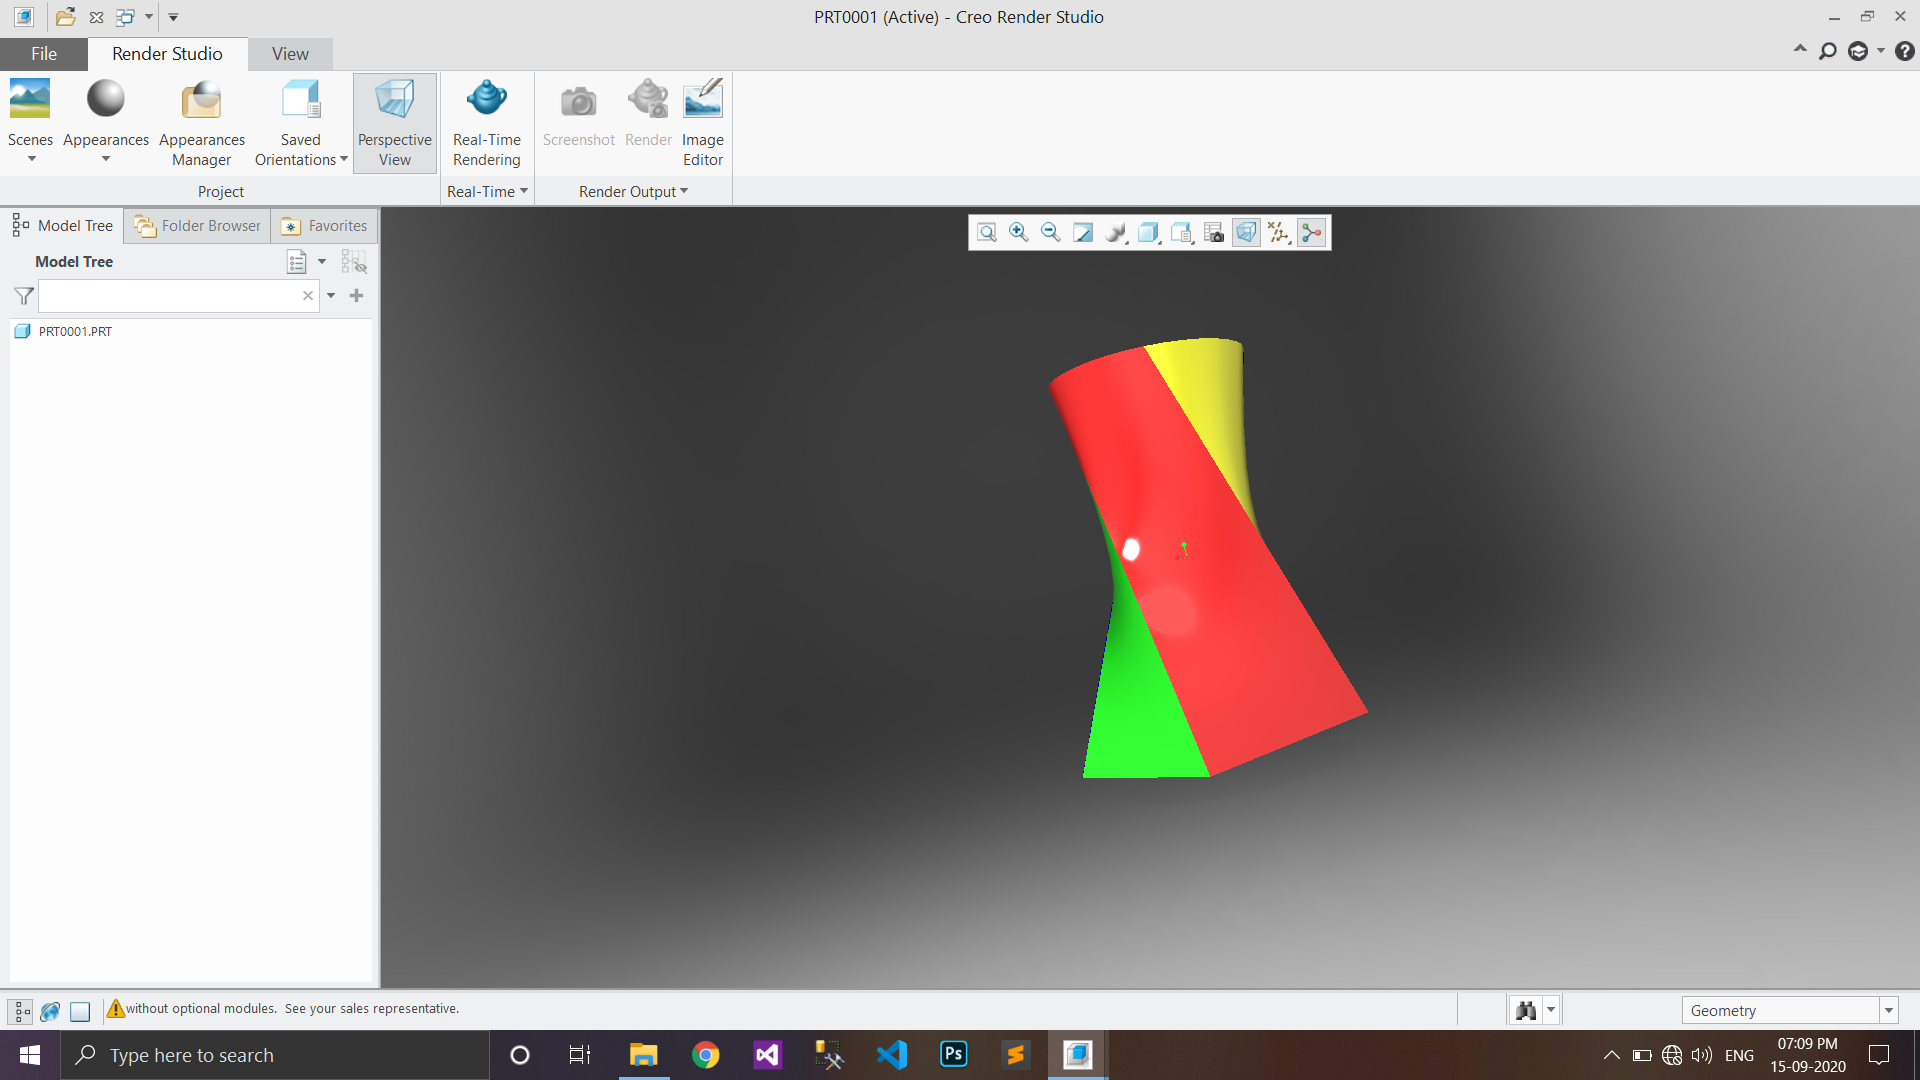 PRT0001 (Active) - Creo Render Studio
File
Render Studio
View
Scenes
Appearances
Appearances
Manager
Saved
Orientations
Perspective
View
Real-Time
Rendering
Screenshot
Render
Image
Editor
Project
Real-Time
Render Output
Model Tree
Folder Browser
Favorites
Model Tree
PRT0001.PRT
without optional modules.  See your sales representative.
Geometry
Type here to search
Ps
ENG
07:09 PM
15-09-2020